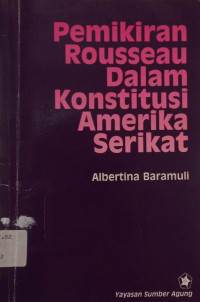 Pemikiran
Rousseau
Dalam
Konstitusi
Amerika
Serikat
Albertina Baramuli
Yayasan Sumber Agung